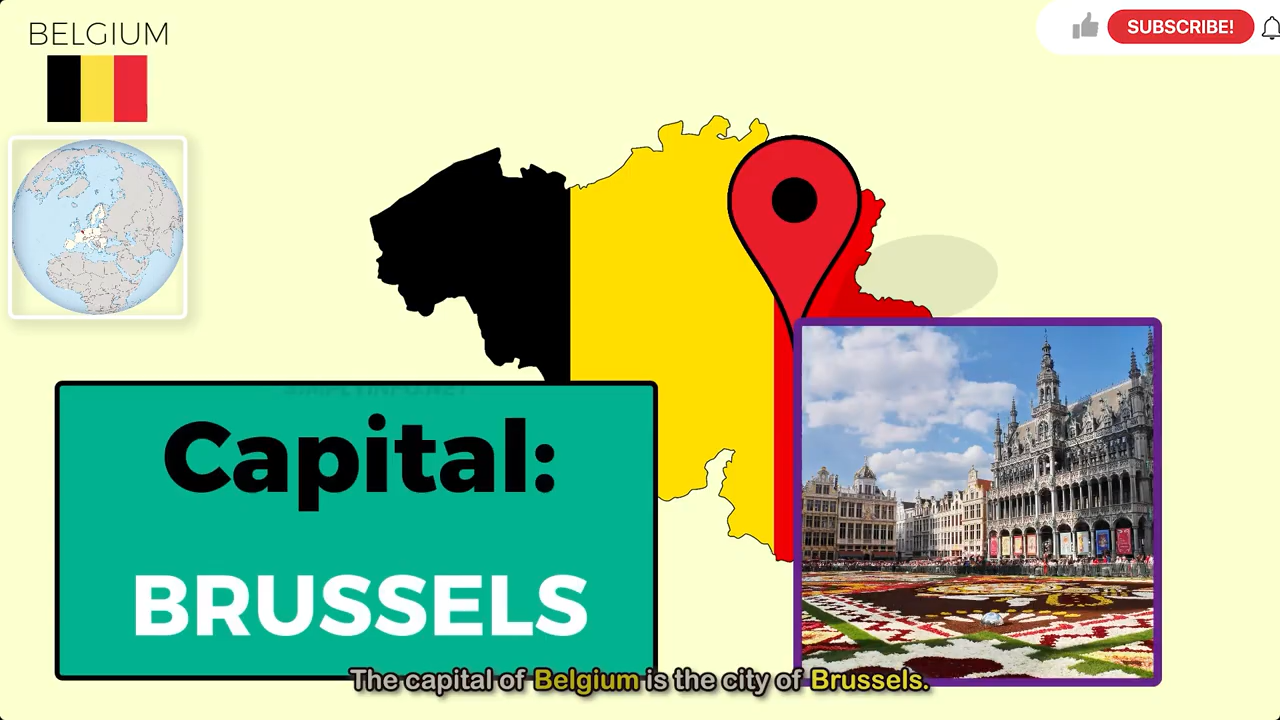 BELGIUM
SUBSCRIBE!
Capital:
BRUSSELS
The capital of Belgium is the city of Brussels.